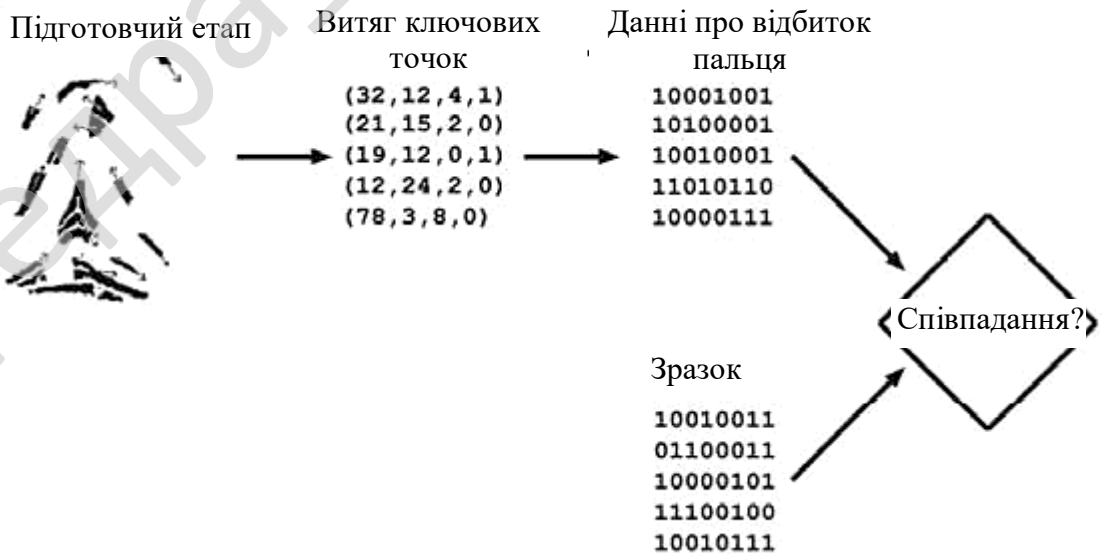 Підготовчий етап
Витяг ключових
точок
(32,12,4,1)
(21,15,2,0)
(19,12,0,1)
(12,24,2,0)
(78,3,8,0)
Данні про відбиток
пальця
10001001
10100001
10010001
11010110
10000111
Співпадання?
Зразок
10010011
01100011
10000101
11100100
10010111